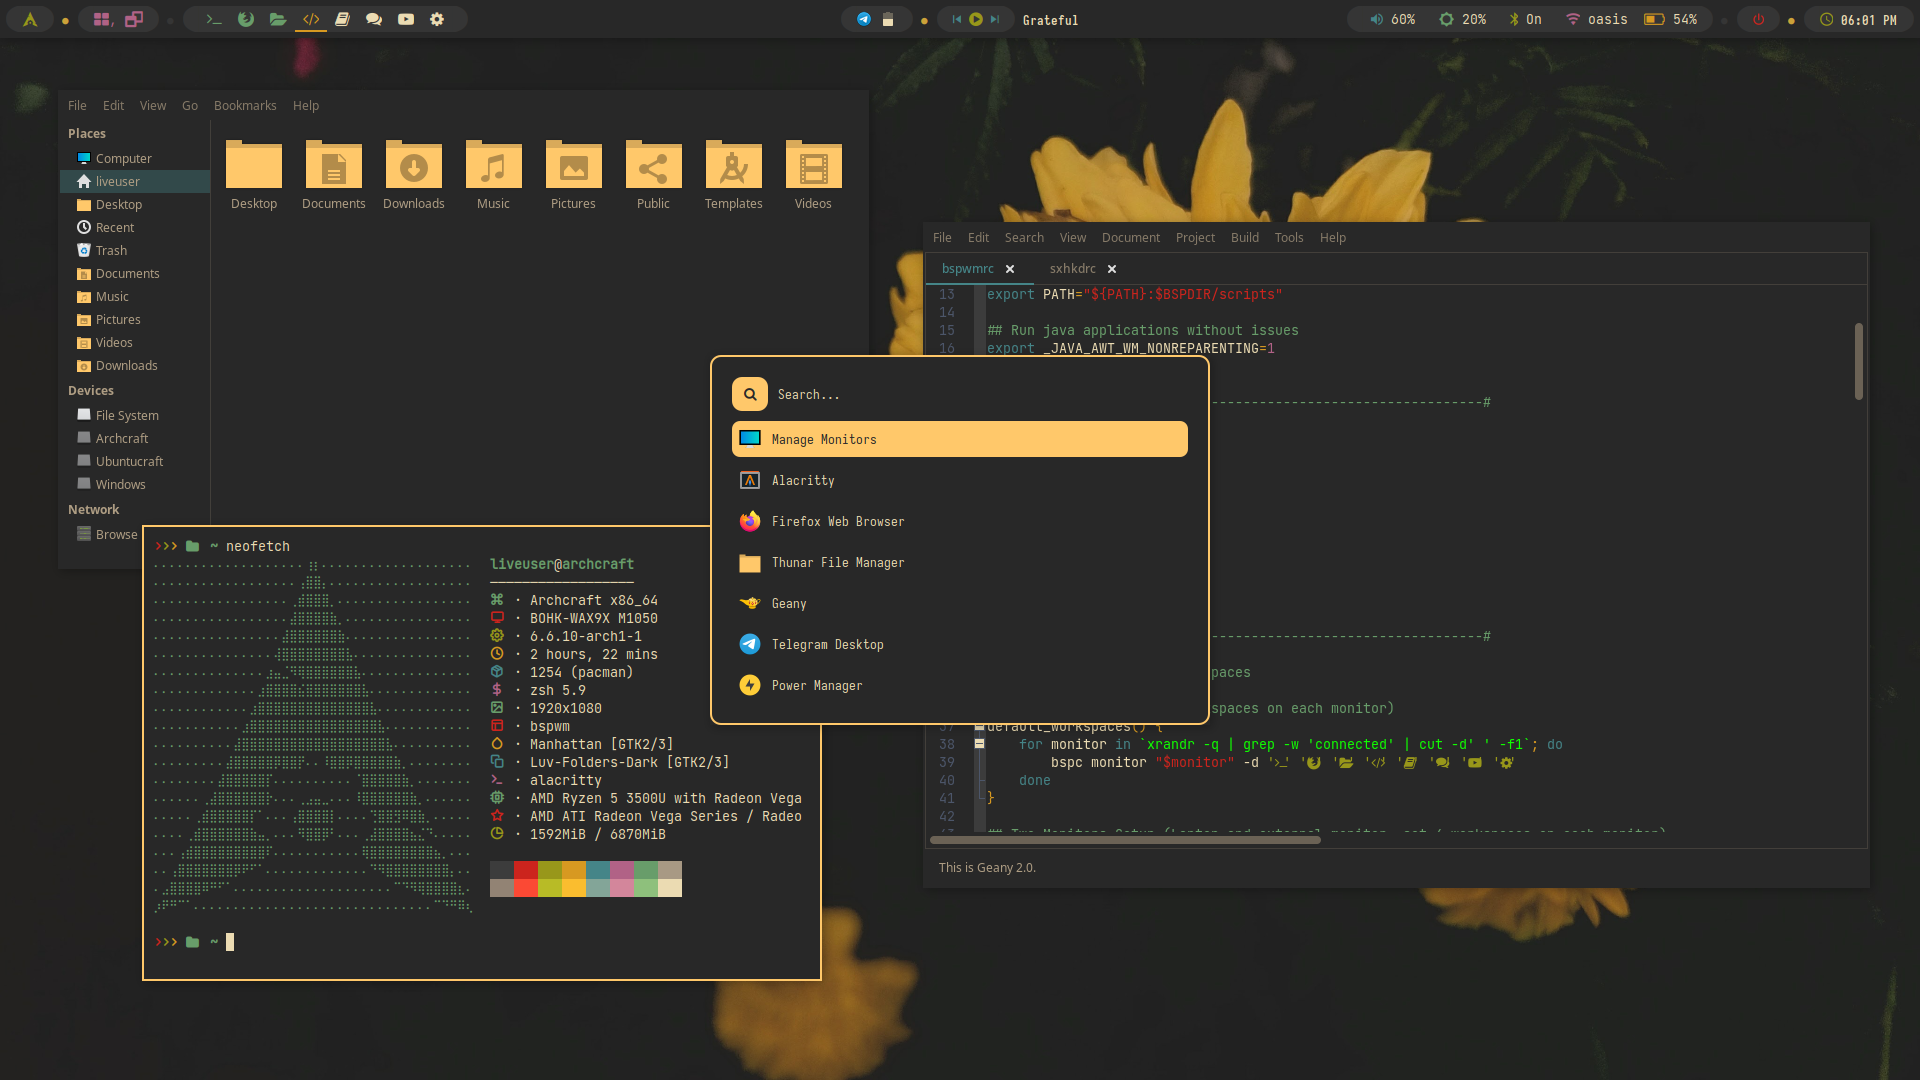 Grateful
60%
20%
On
oasis
54%
06:01 PM
File Edit View Go Bookmarks Help
Places
Computer
liveuser
Desktop
Recent
Trash
Documents
Music
Pictures
Videos
Downloads
Devices
File System
Archcraft
Ubuntucraft
Windows
Network
Browse
Desktop Documents Downloads Music Pictures Public Templates Videos
File Edit Search View Document Project Build Tools Help
bspwmrc sxhkdrc
13 export PATH="${PATH}:$BSPDIR/scripts"
14
15 ## Run java applications without issues
16 export _JAVA_AWT_WM_NONREPARENTING=1
----------------------------------#
----------------------------------#
paces
spaces on each monitor)
37 default_workspaces() {
38 for monitor in `xrandr -q | grep -w 'connected' | cut -d' ' -f1`; do
39 bspc monitor "$monitor" -d
40 done
41 }
42
Search...
Manage Monitors
Alacritty
Firefox Web Browser
Thunar File Manager
Geany
Telegram Desktop
Power Manager
~ neofetch
liveuser@archcraft
· Archcraft x86_64
· BOHK-WAX9X M1050
· 6.6.10-arch1-1
· 2 hours, 22 mins
· 1254 (pacman)
· zsh 5.9
· 1920x1080
· bspwm
· Manhattan [GTK2/3]
· Luv-Folders-Dark [GTK2/3]
· alacritty
· AMD Ryzen 5 3500U with Radeon Vega
· AMD ATI Radeon Vega Series / Radeo
· 1592MiB / 6870MiB
~
This is Geany 2.0.